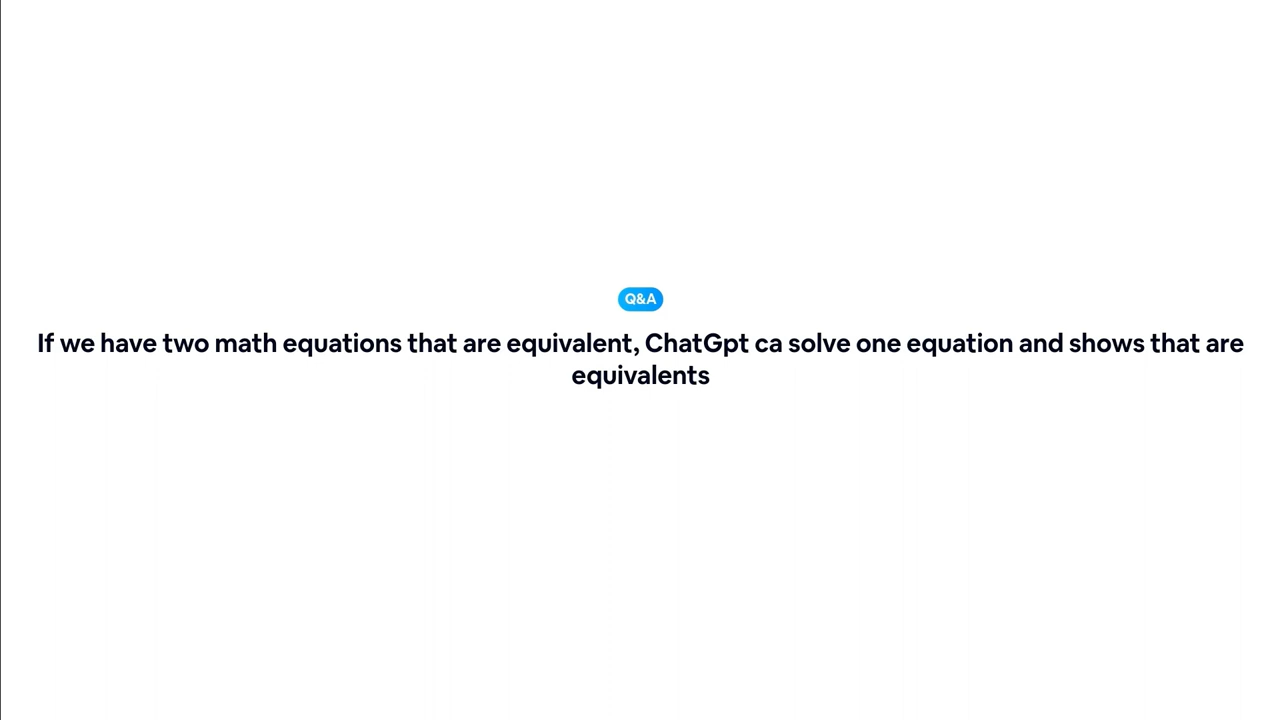 Q&A
If we have two math equations that are equivalent, ChatGpt ca solve one equation and shows that are
equivalents